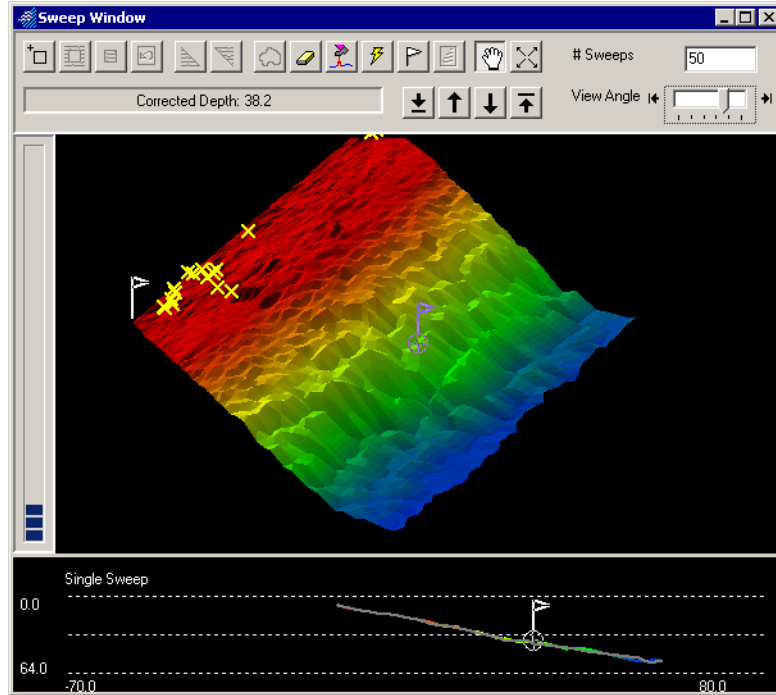 Sweep Window
# Sweeps 50
Corrected Depth: 38.2
View Angle
Single Sweep
0.0
64.0
-70.0 80.0